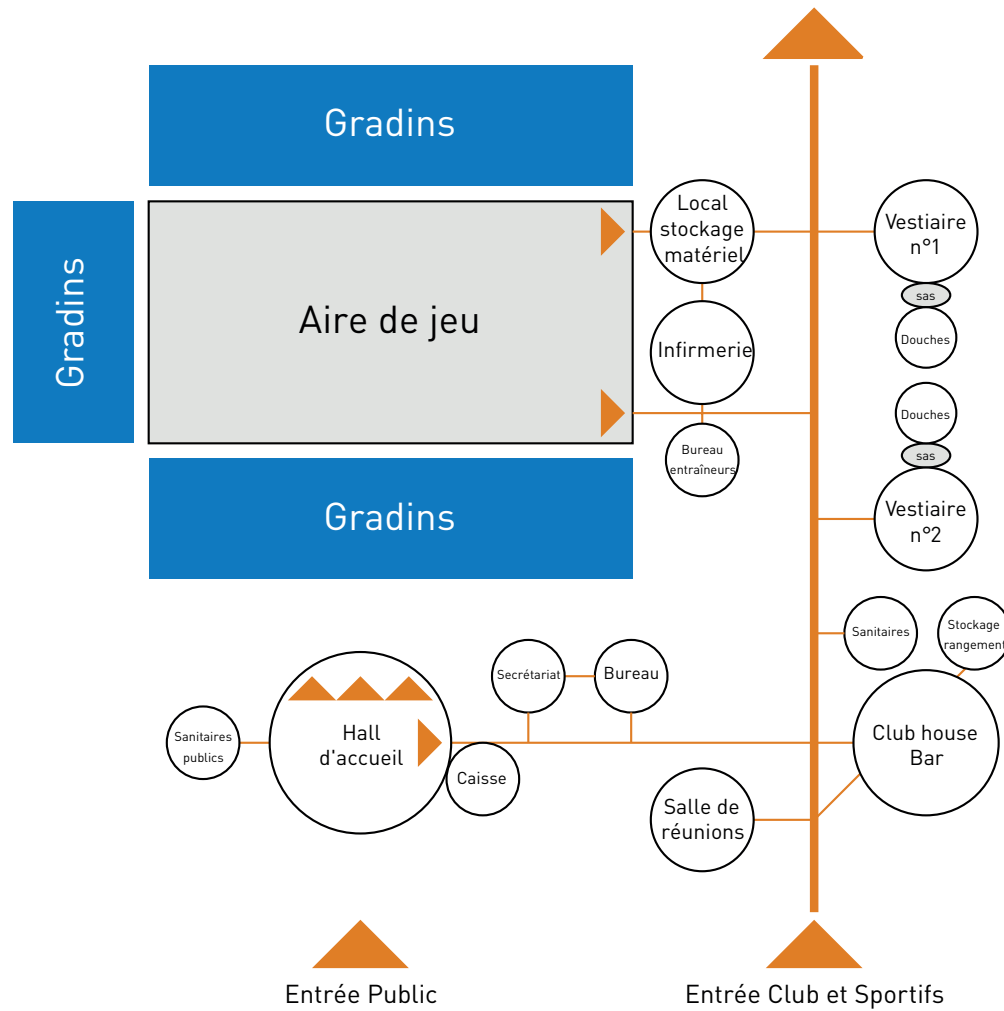 Gradins
Gradins
Aire de jeu
Gradins
Local
stockage
matériel
Infirmerie
Bureau
entraîneurs
Vestiaire
n°1
sas
Douches
Douches
sas
Vestiaire
n°2
Sanitaires
Stockage
rangement
Secrétariat
Bureau
Sanitaires
publics
Hall
d'accueil
Caisse
Club house
Bar
Salle de
réunions
Entrée Public
Entrée Club et Sportifs